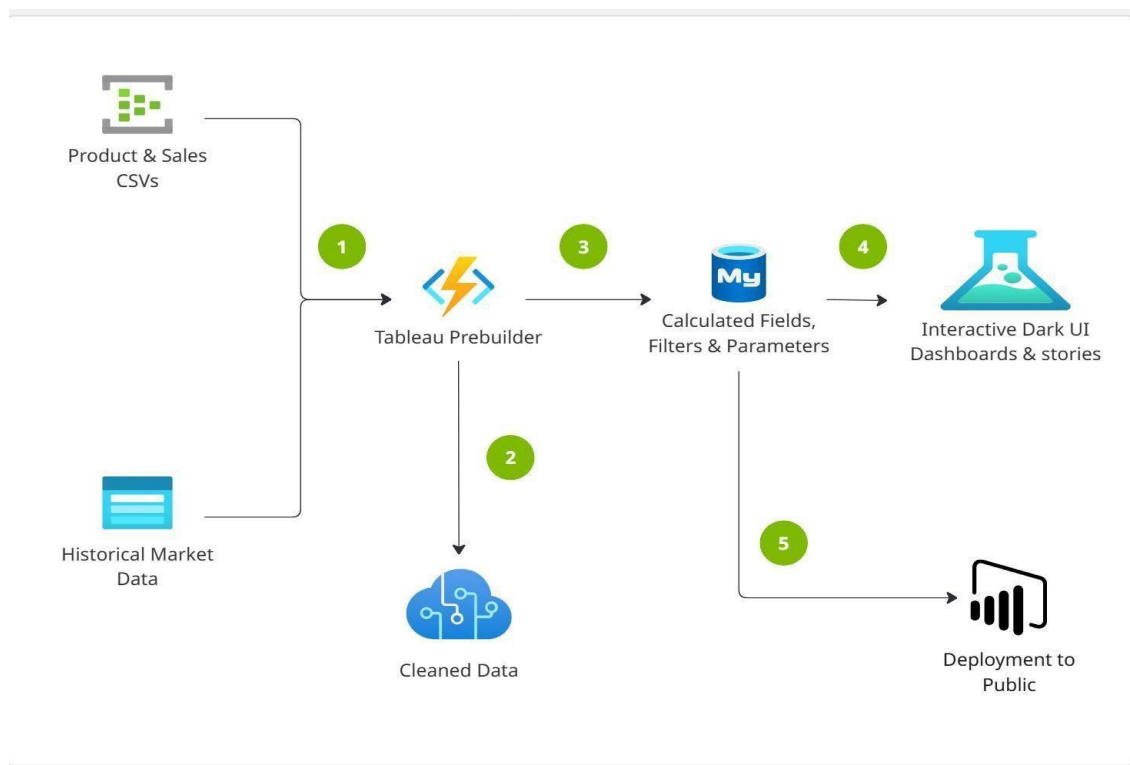 Product & Sales
CSVs
1
3
4
My
Tableau Prebuilder
Calculated Fields,
Filters & Parameters
Interactive Dark UI
Dashboards & stories
2
Historical Market
Data
5
Cleaned Data
Deployment to
Public